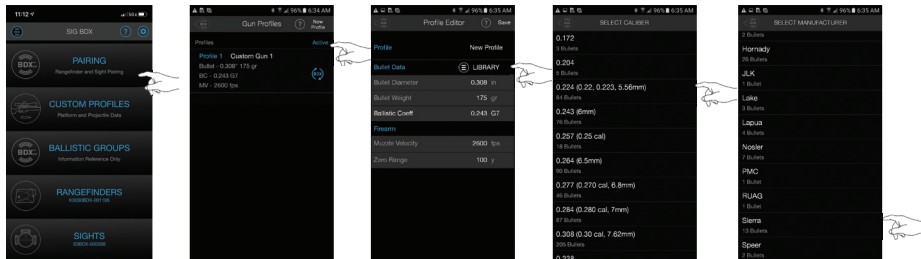 11:12
SIG BDX
PAIRING
Rangefinder and Sight Pairing
CUSTOM PROFILES
Platform and Projectile Data
BDX
BALLISTIC GROUPS
Information Reference Only
RANGEFINDERS
SIGHTS
96% 6:34 AM
Gun Profiles
?
New
Profile
Profiles
Active
Profile 1 Custom Gun 1
Bullet - 0.308" 175 gr
BC - 0.243 G7
MV - 2600 fps
BDX
96% 6:35 AM
Profile Editor
?
Save
Profile
New Profile
Bullet Data
LIBRARY
Bullet Diameter 0.308 in
Bullet Weight 175 gr
Ballistic Coeff 0.243 G7
Firearm
Muzzle Velocity 2600 fps
Zero Range 100 y
96% 6:35 AM
SELECT CALIBER
0.172
3 Bullets
0.204
5 Bullets
0.224 (0.22, 0.223, 5.56mm)
84 Bullets
0.243 (6mm)
76 Bullets
0.257 (0.25 cal)
18 Bullets
0.264 (6.5mm)
90 Bullets
0.277 (0.270 cal, 6.8mm)
46 Bullets
0.284 (0.280 cal, 7mm)
87 Bullets
0.308 (0.30 cal, 7.62mm)
205 Bullets
0.338
96% 6:35 AM
SELECT MANUFACTURER
2 Bullets
Hornady
26 Bullets
JLK
1 Bullet
Lake
3 Bullets
Lapua
4 Bullets
Nosler
7 Bullets
PMC
1 Bullet
RUAG
1 Bullet
Sierra
13 Bullets
Speer
2 Bullets